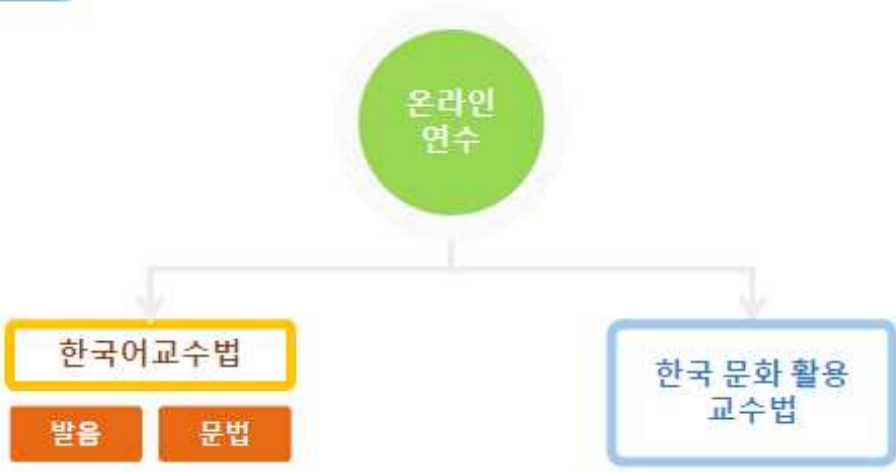 온라인
연수
한국어교수법
발음 문법
한국 문화 활용
교수법